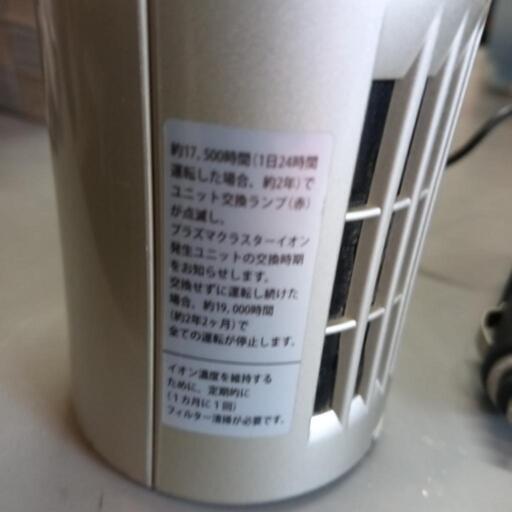 約17,500時間(1日24時間
運転した場合、約2年)で
ユニット交換ランプ(赤)
が点滅し、
プラズマクラスターイオン
発生ユニットの交換時期
をお知らせします。
交換せずに運転し続けた
場合、約19,000時間
(約2年2ヶ月)で
全ての運転が停止します。
イオン濃度を維持する
ために、定期的に
(1カ月に1回)
フィルター清掃が必要です。